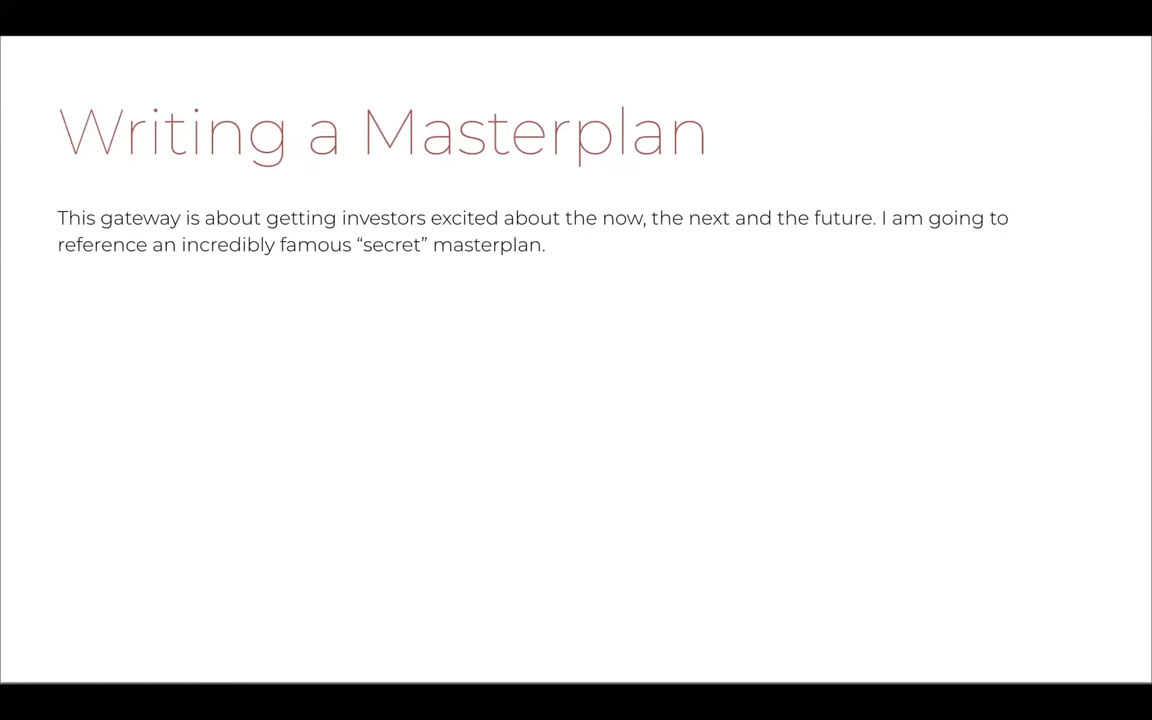 Writing a Masterplan
This gateway is about getting investors excited about the now, the next and the future. I am going to
reference an incredibly famous “secret” masterplan.